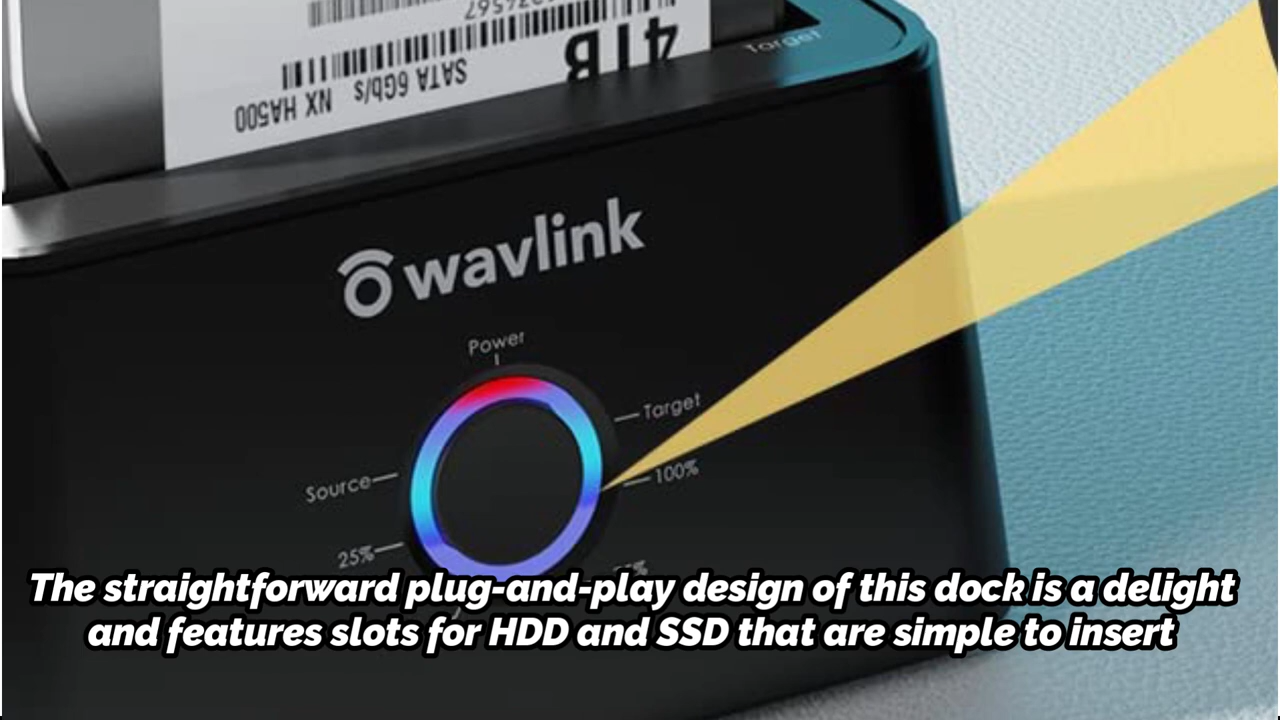 4TB
SATA 6Gb/s
NX HA500
Target
wavlink
Power
Target
Source
100%
25%
The straightforward plug-and-play design of this dock is a delight
and features slots for HDD and SSD that are simple to insert